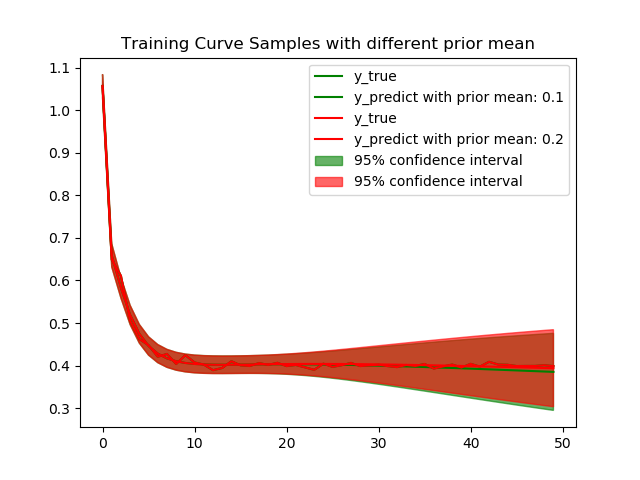 Training Curve Samples with different prior mean
y_true
y_predict with prior mean: 0.1
y_true
y_predict with prior mean: 0.2
95% confidence interval
95% confidence interval
1.1
1.0
0.9
0.8
0.7
0.6
0.5
0.4
0.3
0 10 20 30 40 50